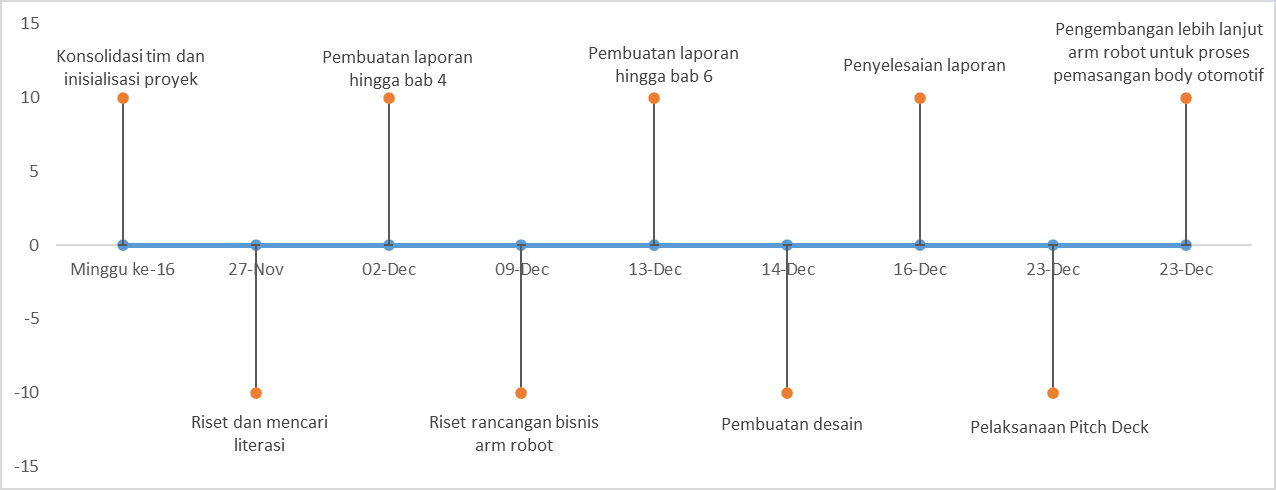 15
10
5
0
-5
-10
-15
Konsolidasi tim dan
inisialisasi proyek
Pembuatan laporan
hingga bab 4
Pembuatan laporan
hingga bab 6
Penyelesaian laporan
Pengembangan lebih lanjut
arm robot untuk proses
pemasangan body otomotif
Minggu ke-16
27-Nov
02-Dec
09-Dec
13-Dec
14-Dec
16-Dec
23-Dec
23-Dec
Riset dan mencari
literasi
Riset rancangan bisnis
arm robot
Pembuatan desain
Pelaksanaan Pitch Deck